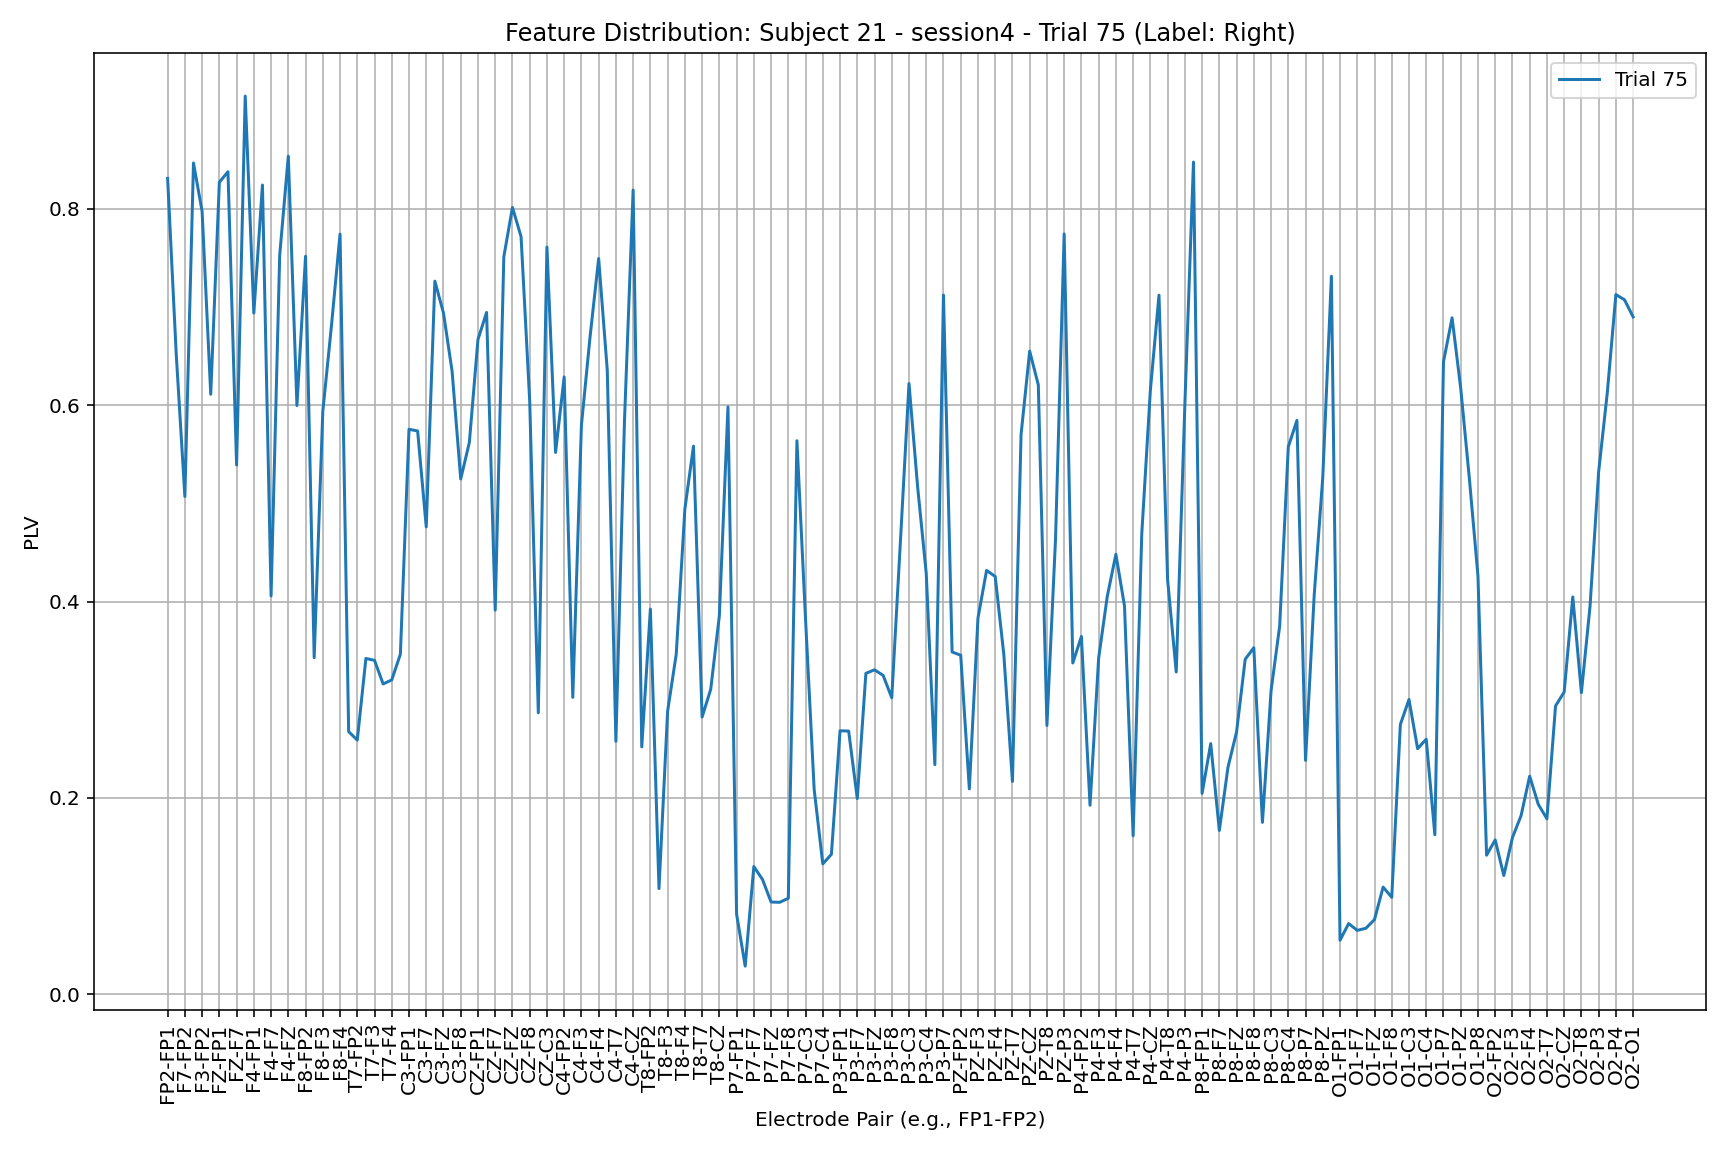 Feature Distribution: Subject 21 - session4 - Trial 75 (Label: Right)
Trial 75
PLV
0.8
0.6
0.4
0.2
0.0
FP2-FP1
F7-FP2
F3-FP2
FZ-FP1
FZ-F7
F4-FP1
F4-F7
F4-FZ
F8-FP2
F8-F3
F8-F4
T7-FP2
T7-F3
T7-F4
C3-FP1
C3-F7
C3-FZ
C3-F8
CZ-FP1
CZ-F7
CZ-FZ
CZ-F8
CZ-C3
C4-FP2
C4-F3
C4-F4
C4-T7
C4-CZ
T8-FP2
T8-F3
T8-F4
T8-T7
T8-CZ
P7-FP1
P7-F7
P7-FZ
P7-F8
P7-C3
P7-C4
P3-FP1
P3-F7
P3-FZ
P3-F8
P3-C3
P3-C4
P3-P7
PZ-FP2
PZ-F3
PZ-F4
PZ-T7
PZ-CZ
PZ-T8
PZ-P3
P4-FP2
P4-F3
P4-F4
P4-T7
P4-CZ
P4-T8
P4-P3
P8-FP1
P8-F7
P8-FZ
P8-F8
P8-C3
P8-C4
P8-P7
P8-PZ
O1-FP1
O1-F7
O1-FZ
O1-F8
O1-C3
O1-C4
O1-P7
O1-PZ
O1-P8
O2-FP2
O2-F3
O2-F4
O2-T7
O2-CZ
O2-T8
O2-P3
O2-P4
O2-O1
Electrode Pair (e.g., FP1-FP2)